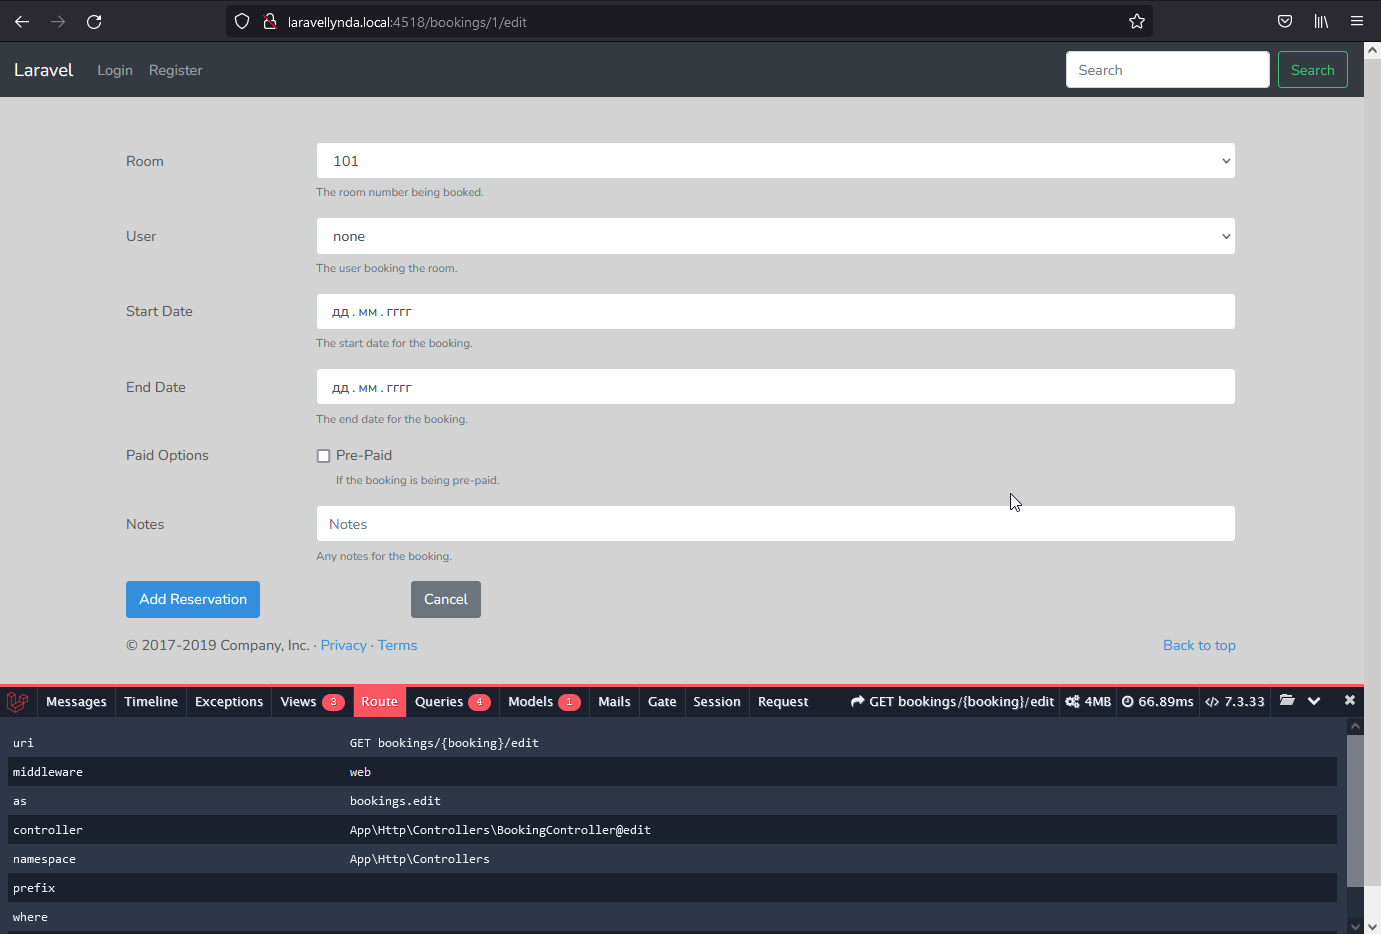 laravellynda.local:4518/bookings/1/edit
Laravel Login Register Search Search
Room 101
The room number being booked.
User none
The user booking the room.
Start Date дд . мм . гггг
The start date for the booking.
End Date дд . мм . гггг
The end date for the booking.
Paid Options Pre-Paid
If the booking is being pre-paid.
Notes Notes
Any notes for the booking.
Add Reservation Cancel
© 2017-2019 Company, Inc. · Privacy · Terms Back to top
Messages Timeline Exceptions Views 3 Route Queries 4 Models 1 Mails Gate Session Request GET bookings/{booking}/edit 4MB 66.89ms 7.3.33
uri GET bookings/{booking}/edit
middleware web
as bookings.edit
controller App\Http\Controllers\BookingController@edit
namespace App\Http\Controllers
prefix
where